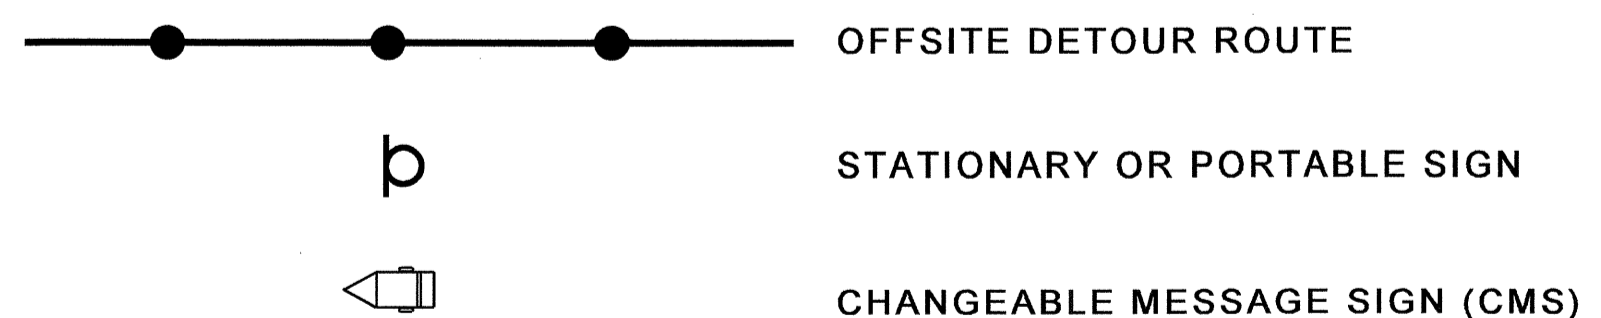 OFFSITE DETOUR ROUTE
STATIONARY OR PORTABLE SIGN
CHANGEABLE MESSAGE SIGN (CMS)